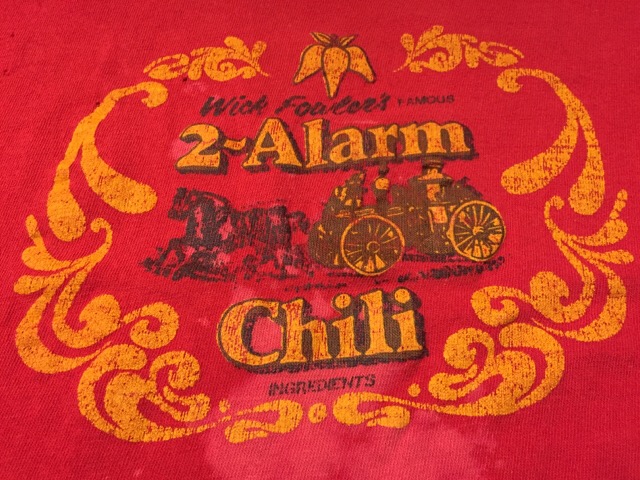 Wick Fowler's FAMOUS
2-Alarm
Chili
INGREDIENTS